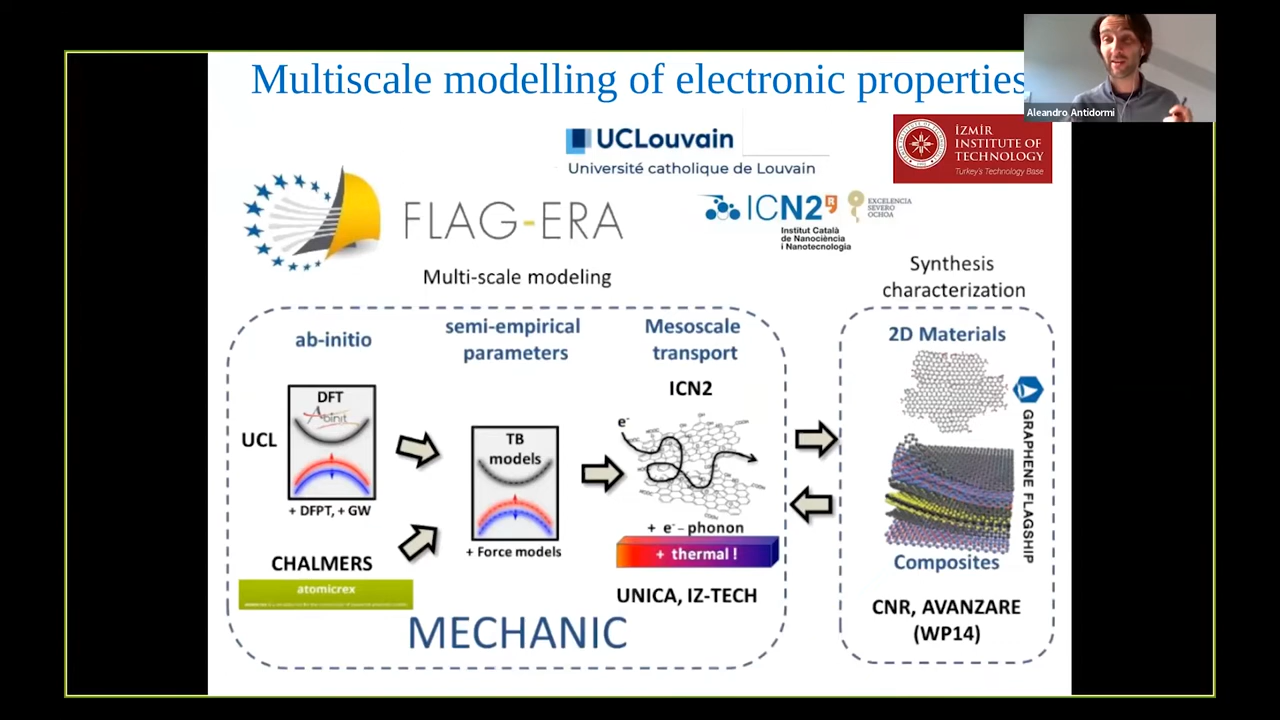 Multiscale modelling of electronic properties
Aleandro Antidormi
UCLouvain
Université catholique de Louvain
İZMİR
INSTITUTE OF
TECHNOLOGY
Turkey's Technology Base
FLAG-ERA
ICN2
Institut Català
de Nanociència
i Nanotecnologia
EXCELENCIA
SEVERO
OCHOA
Multi-scale modeling
Synthesis
characterization
ab-initio
semi-empirical
parameters
Mesoscale
transport
2D Materials
DFT
Abinit
UCL
+ DFPT, + GW
CHALMERS
atomicrex
TB
models
+ Force models
ICN2
e-
+ e- – phonon
+ thermal !
UNICA, IZ-TECH
MECHANIC
GRAPHENE FLAGSHIP
Composites
CNR, AVANZARE
(WP14)